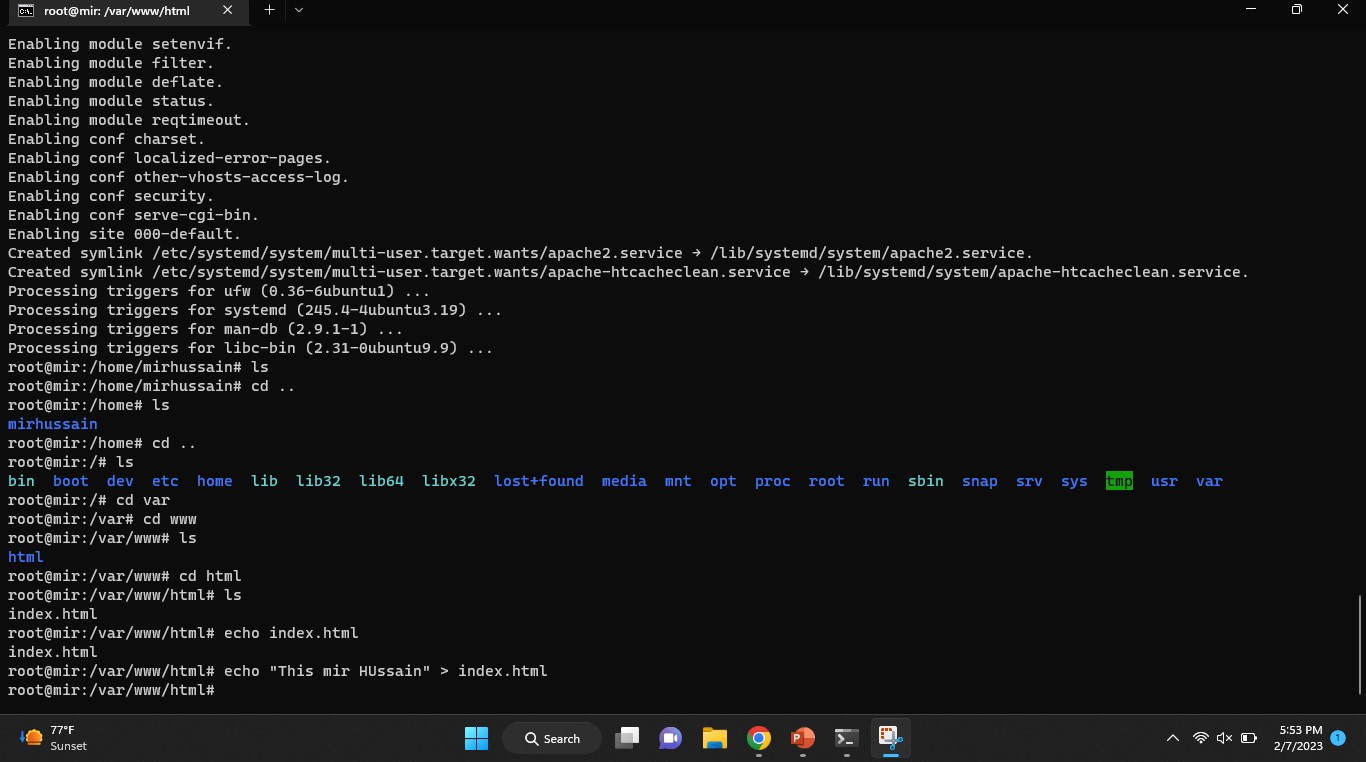 root@mir: /var/www/html
Enabling module setenvif.
Enabling module filter.
Enabling module deflate.
Enabling module status.
Enabling module reqtimeout.
Enabling conf charset.
Enabling conf localized-error-pages.
Enabling conf other-vhosts-access-log.
Enabling conf security.
Enabling conf serve-cgi-bin.
Enabling site 000-default.
Created symlink /etc/systemd/system/multi-user.target.wants/apache2.service → /lib/systemd/system/apache2.service.
Created symlink /etc/systemd/system/multi-user.target.wants/apache-htcacheclean.service → /lib/systemd/system/apache-htcacheclean.service.
Processing triggers for ufw (0.36-6ubuntu1) ...
Processing triggers for systemd (245.4-4ubuntu3.19) ...
Processing triggers for man-db (2.9.1-1) ...
Processing triggers for libc-bin (2.31-0ubuntu9.9) ...
root@mir:/home/mirhussain# ls
root@mir:/home/mirhussain# cd ..
root@mir:/home# ls
mirhussain
root@mir:/home# cd ..
root@mir:/# ls
bin boot dev etc home lib lib32 lib64 libx32 lost+found media mnt opt proc root run sbin snap srv sys tmp usr var
root@mir:/# cd var
root@mir:/var# cd www
root@mir:/var/www# ls
html
root@mir:/var/www# cd html
root@mir:/var/www/html# ls
index.html
root@mir:/var/www/html# echo index.html
index.html
root@mir:/var/www/html# echo "This mir HUssain" > index.html
root@mir:/var/www/html#
77°F
Sunset
Search
5:53 PM
2/7/2023
1